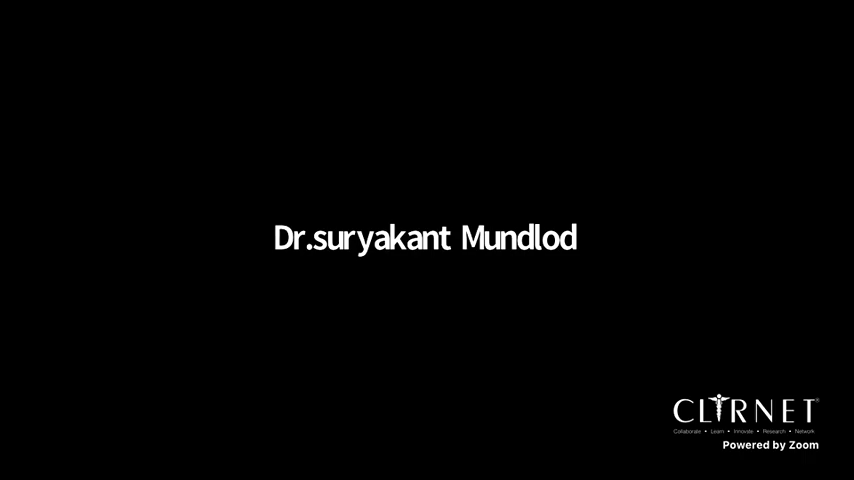 Dr.suryakant Mundlod
CLIRNET®
Collaborate • Learn • Innovate • Research • Network
Powered by Zoom